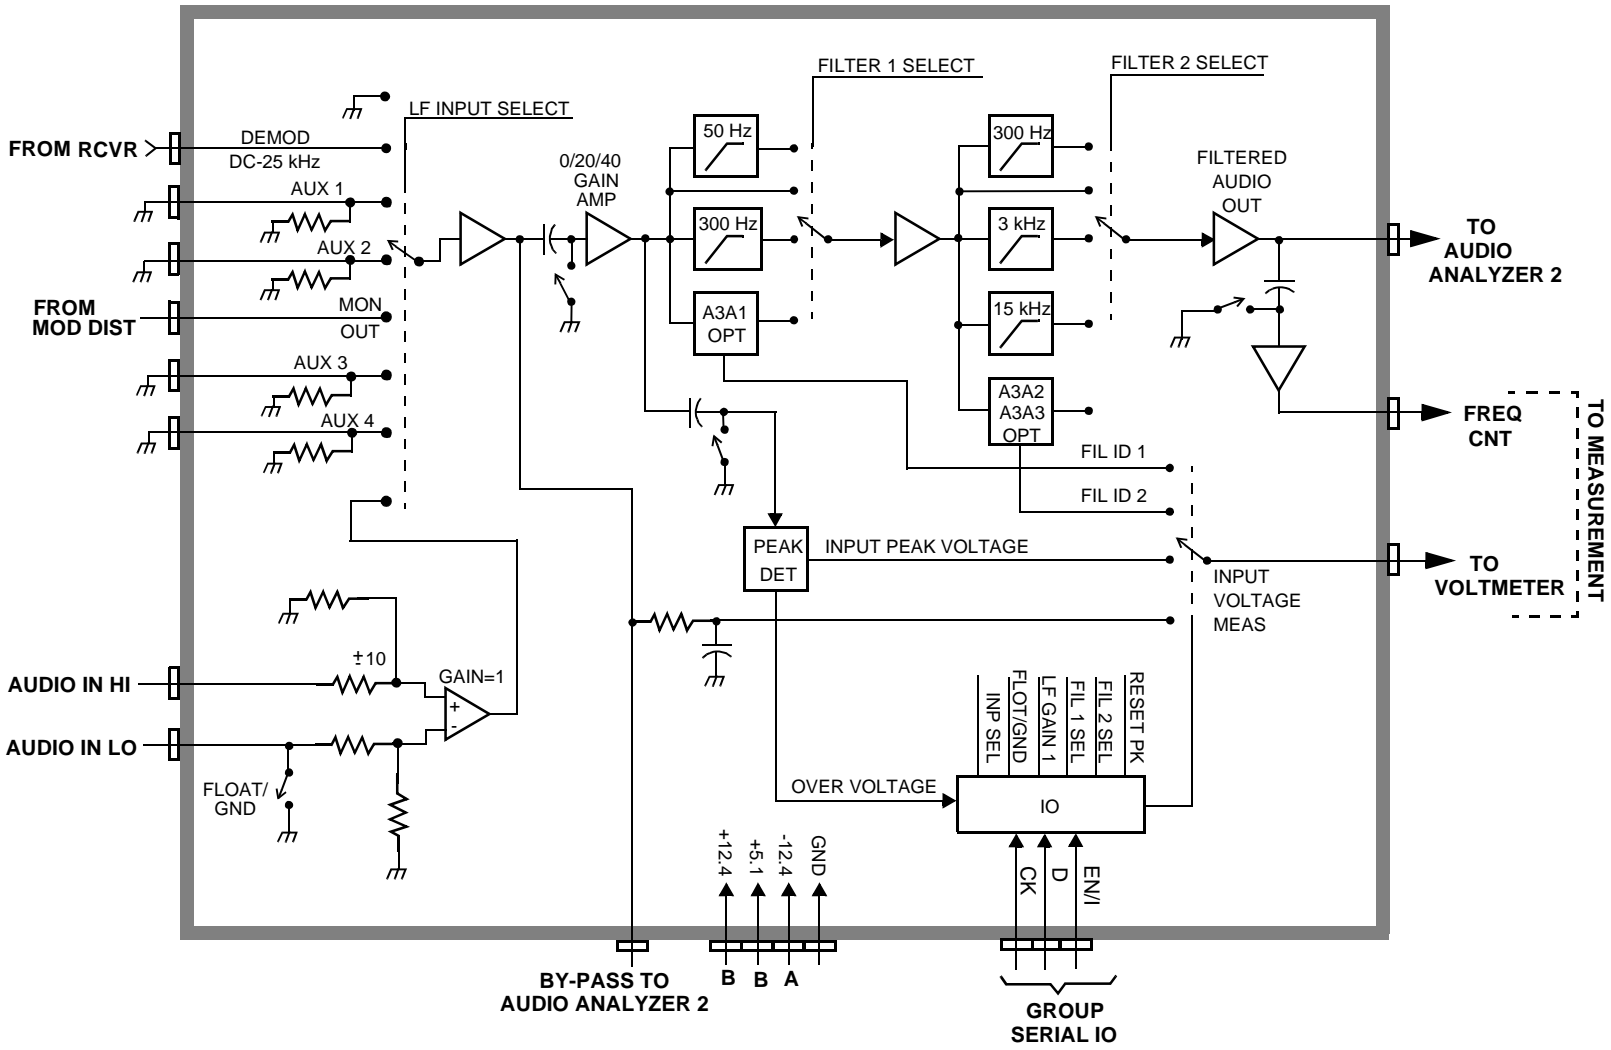 FILTER 1 SELECT
FILTER 2 SELECT
LF INPUT SELECT
FROM RCVR
DEMOD
DC-25 kHz
AUX 1
AUX 2
FROM
MOD DIST
MON
OUT
AUX 3
AUX 4
0/20/40
GAIN
AMP
50 Hz
300 Hz
A3A1
OPT
300 Hz
3 kHz
15 kHz
A3A2
A3A3
OPT
FILTERED
AUDIO
OUT
TO
AUDIO
ANALYZER 2
FREQ
CNT
TO MEASUREMENT
TO
VOLTMETER
FIL ID 1
FIL ID 2
PEAK
DET
INPUT PEAK VOLTAGE
INPUT
VOLTAGE
MEAS
AUDIO IN HI
±10
GAIN=1
+
-
AUDIO IN LO
FLOAT/
GND
INP SEL
FLOT/GND
LF GAIN 1
FIL 1 SEL
FIL 2 SEL
RESET PK
OVER VOLTAGE
IO
+12.4
+5.1
-12.4
GND
CK
D
EN/I
B
B
A
BY-PASS TO
AUDIO ANALYZER 2
GROUP
SERIAL IO